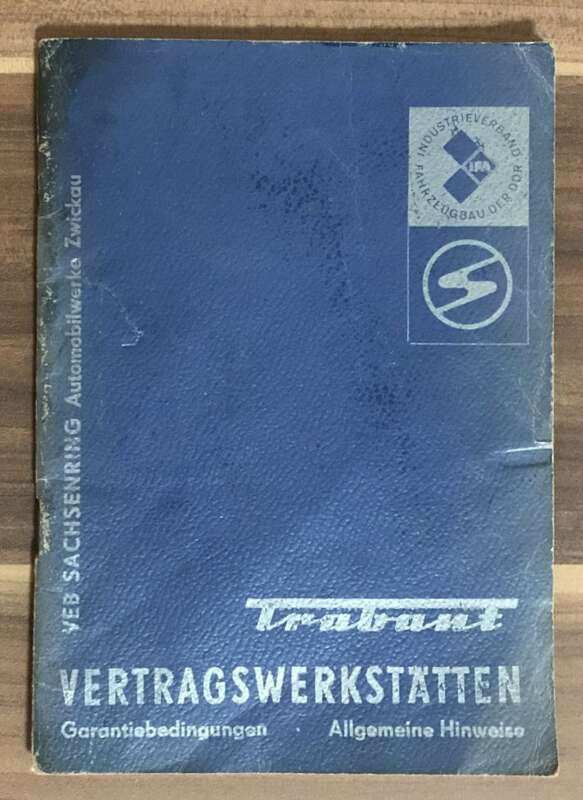 INDUSTRIEVERBAND
FAHRZEUGBAU DER DDR
IFA
VEB SACHSENRING Automobilwerke Zwickau
Trabant
VERTRAGSWERKSTÄTTEN
Garantiebedingungen · Allgemeine Hinweise